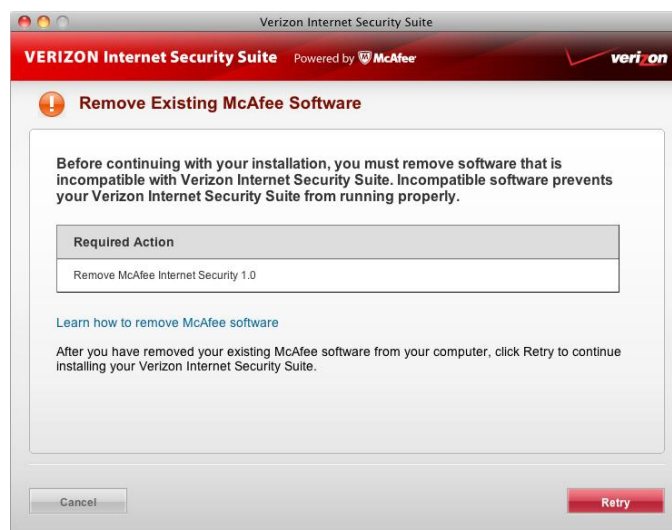 Verizon Internet Security Suite
VERIZON Internet Security Suite Powered by McAfee verizon
Remove Existing McAfee Software
Before continuing with your installation, you must remove software that is
incompatible with Verizon Internet Security Suite. Incompatible software prevents
your Verizon Internet Security Suite from running properly.
Required Action
Remove McAfee Internet Security 1.0
Learn how to remove McAfee software
After you have removed your existing McAfee software from your computer, click Retry to continue
installing your Verizon Internet Security Suite.
Cancel Retry